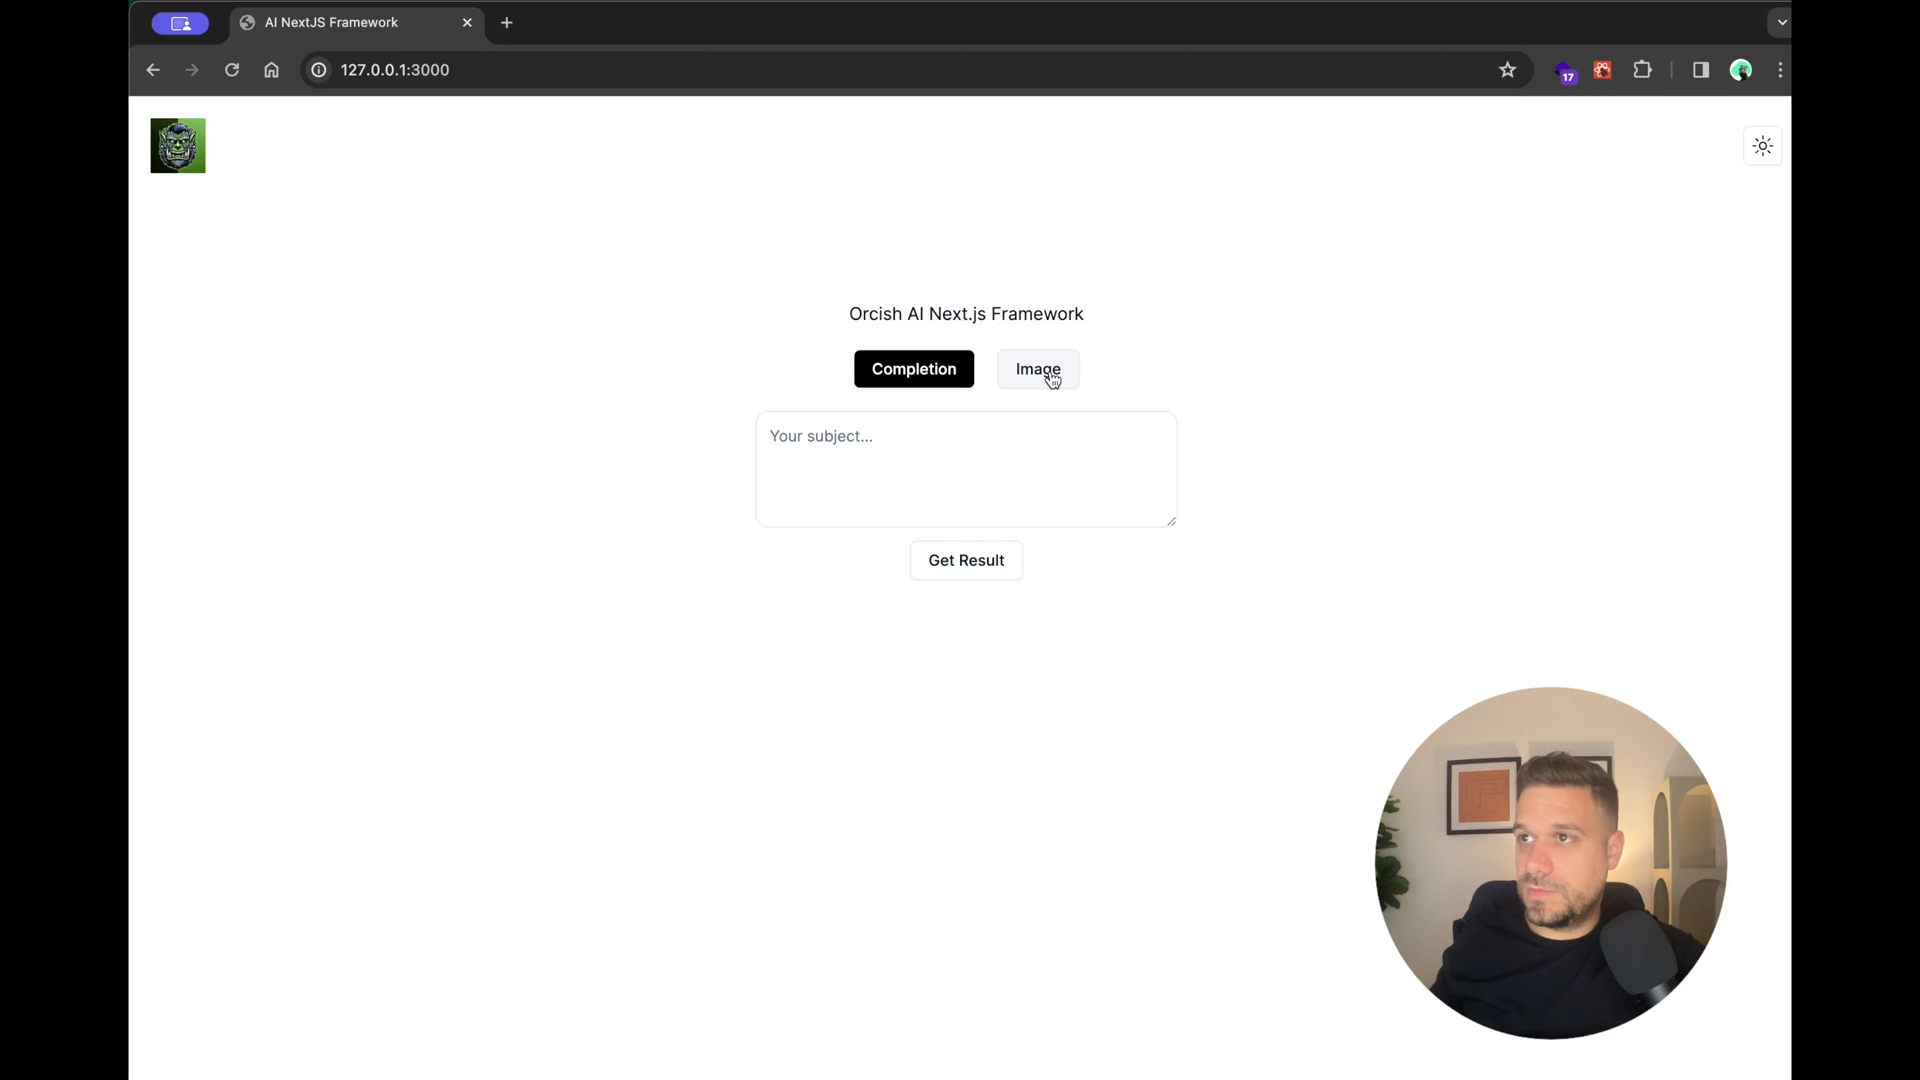 AI NextJS Framework
127.0.0.1:3000
17
Orcish AI Next.js Framework
Completion
Image
Your subject...
Get Result